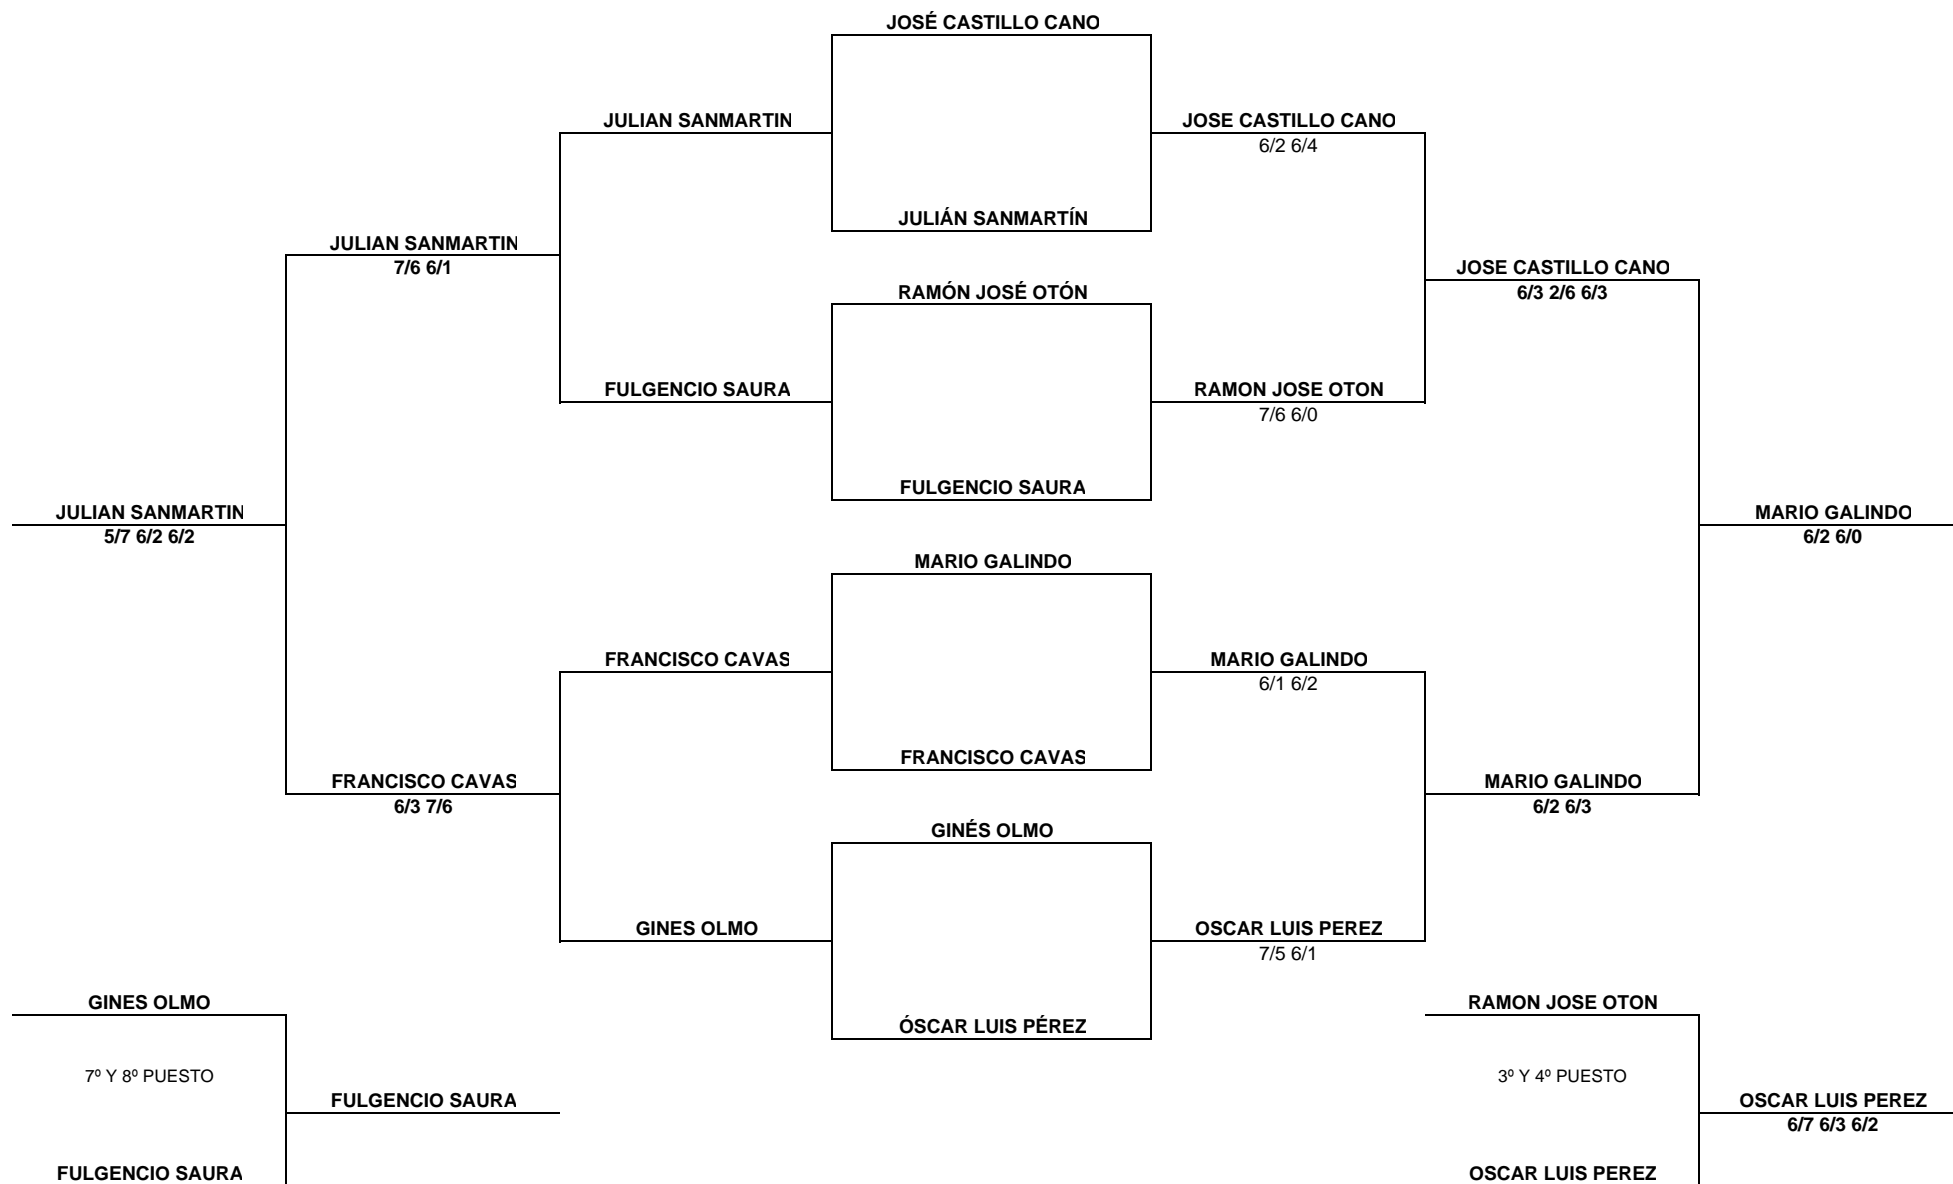 JOSÉ CASTILLO CANO
JULIAN SANMARTIN
JOSE CASTILLO CANO
6/2 6/4
JULIÁN SANMARTÍN
JULIAN SANMARTIN
7/6 6/1
JOSE CASTILLO CANO
6/3 2/6 6/3
RAMÓN JOSÉ OTÓN
FULGENCIO SAURA
RAMON JOSE OTON
7/6 6/0
FULGENCIO SAURA
JULIAN SANMARTIN
5/7 6/2 6/2
MARIO GALINDO
6/2 6/0
MARIO GALINDO
FRANCISCO CAVAS
MARIO GALINDO
6/1 6/2
FRANCISCO CAVAS
FRANCISCO CAVAS
6/3 7/6
MARIO GALINDO
6/2 6/3
GINÉS OLMO
GINES OLMO
OSCAR LUIS PEREZ
7/5 6/1
GINES OLMO
RAMON JOSE OTON
ÓSCAR LUIS PÉREZ
7º Y 8º PUESTO
3º Y 4º PUESTO
FULGENCIO SAURA
OSCAR LUIS PEREZ
6/7 6/3 6/2
FULGENCIO SAURA
OSCAR LUIS PEREZ